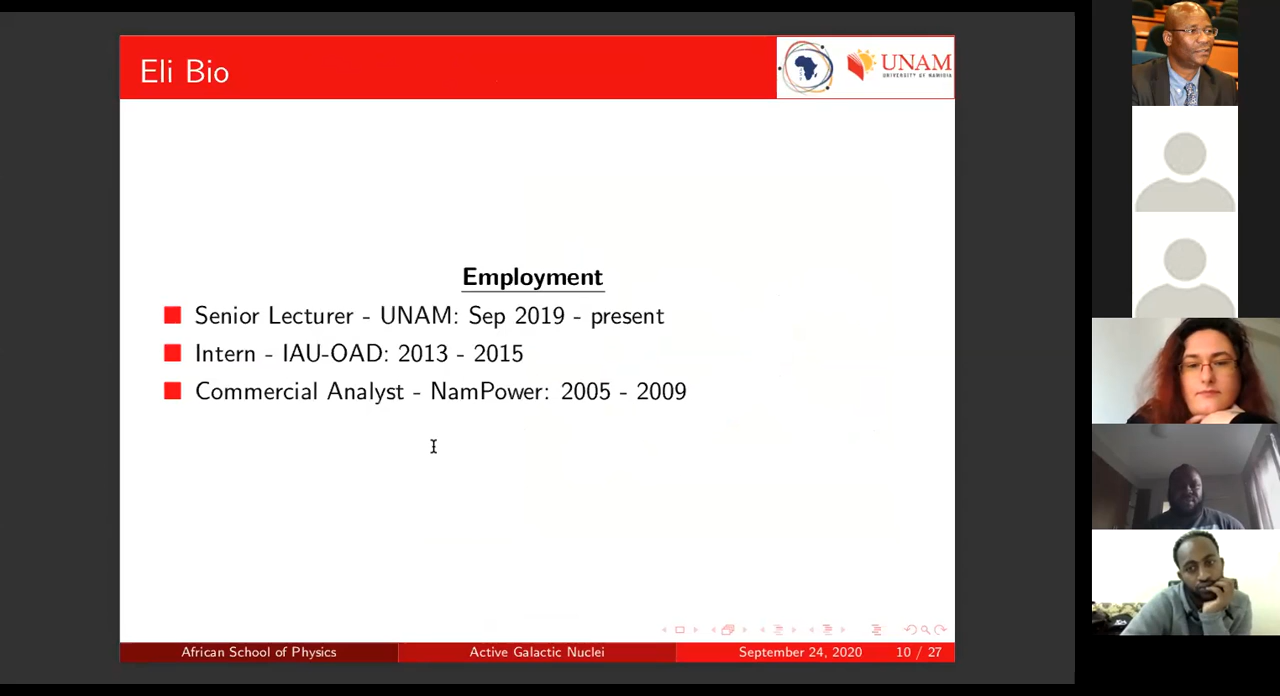 Eli Bio
UNAM
UNIVERSITY OF NAMIBIA
Employment
Senior Lecturer - UNAM: Sep 2019 - present
Intern - IAU-OAD: 2013 - 2015
Commercial Analyst - NamPower: 2005 - 2009
African School of Physics
Active Galactic Nuclei
September 24, 2020
10 / 27